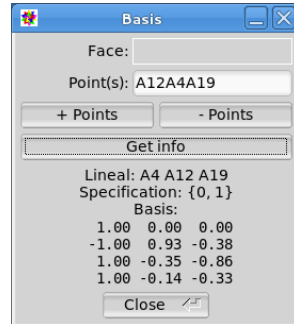 Basis
Face:
Point(s): A12A4A19
+ Points - Points
Get info
Lineal: A4 A12 A19
Specification: {0, 1}
Basis:
1.00 0.00 0.00
-1.00 0.93 -0.38
1.00 -0.35 -0.86
1.00 -0.14 -0.33
Close